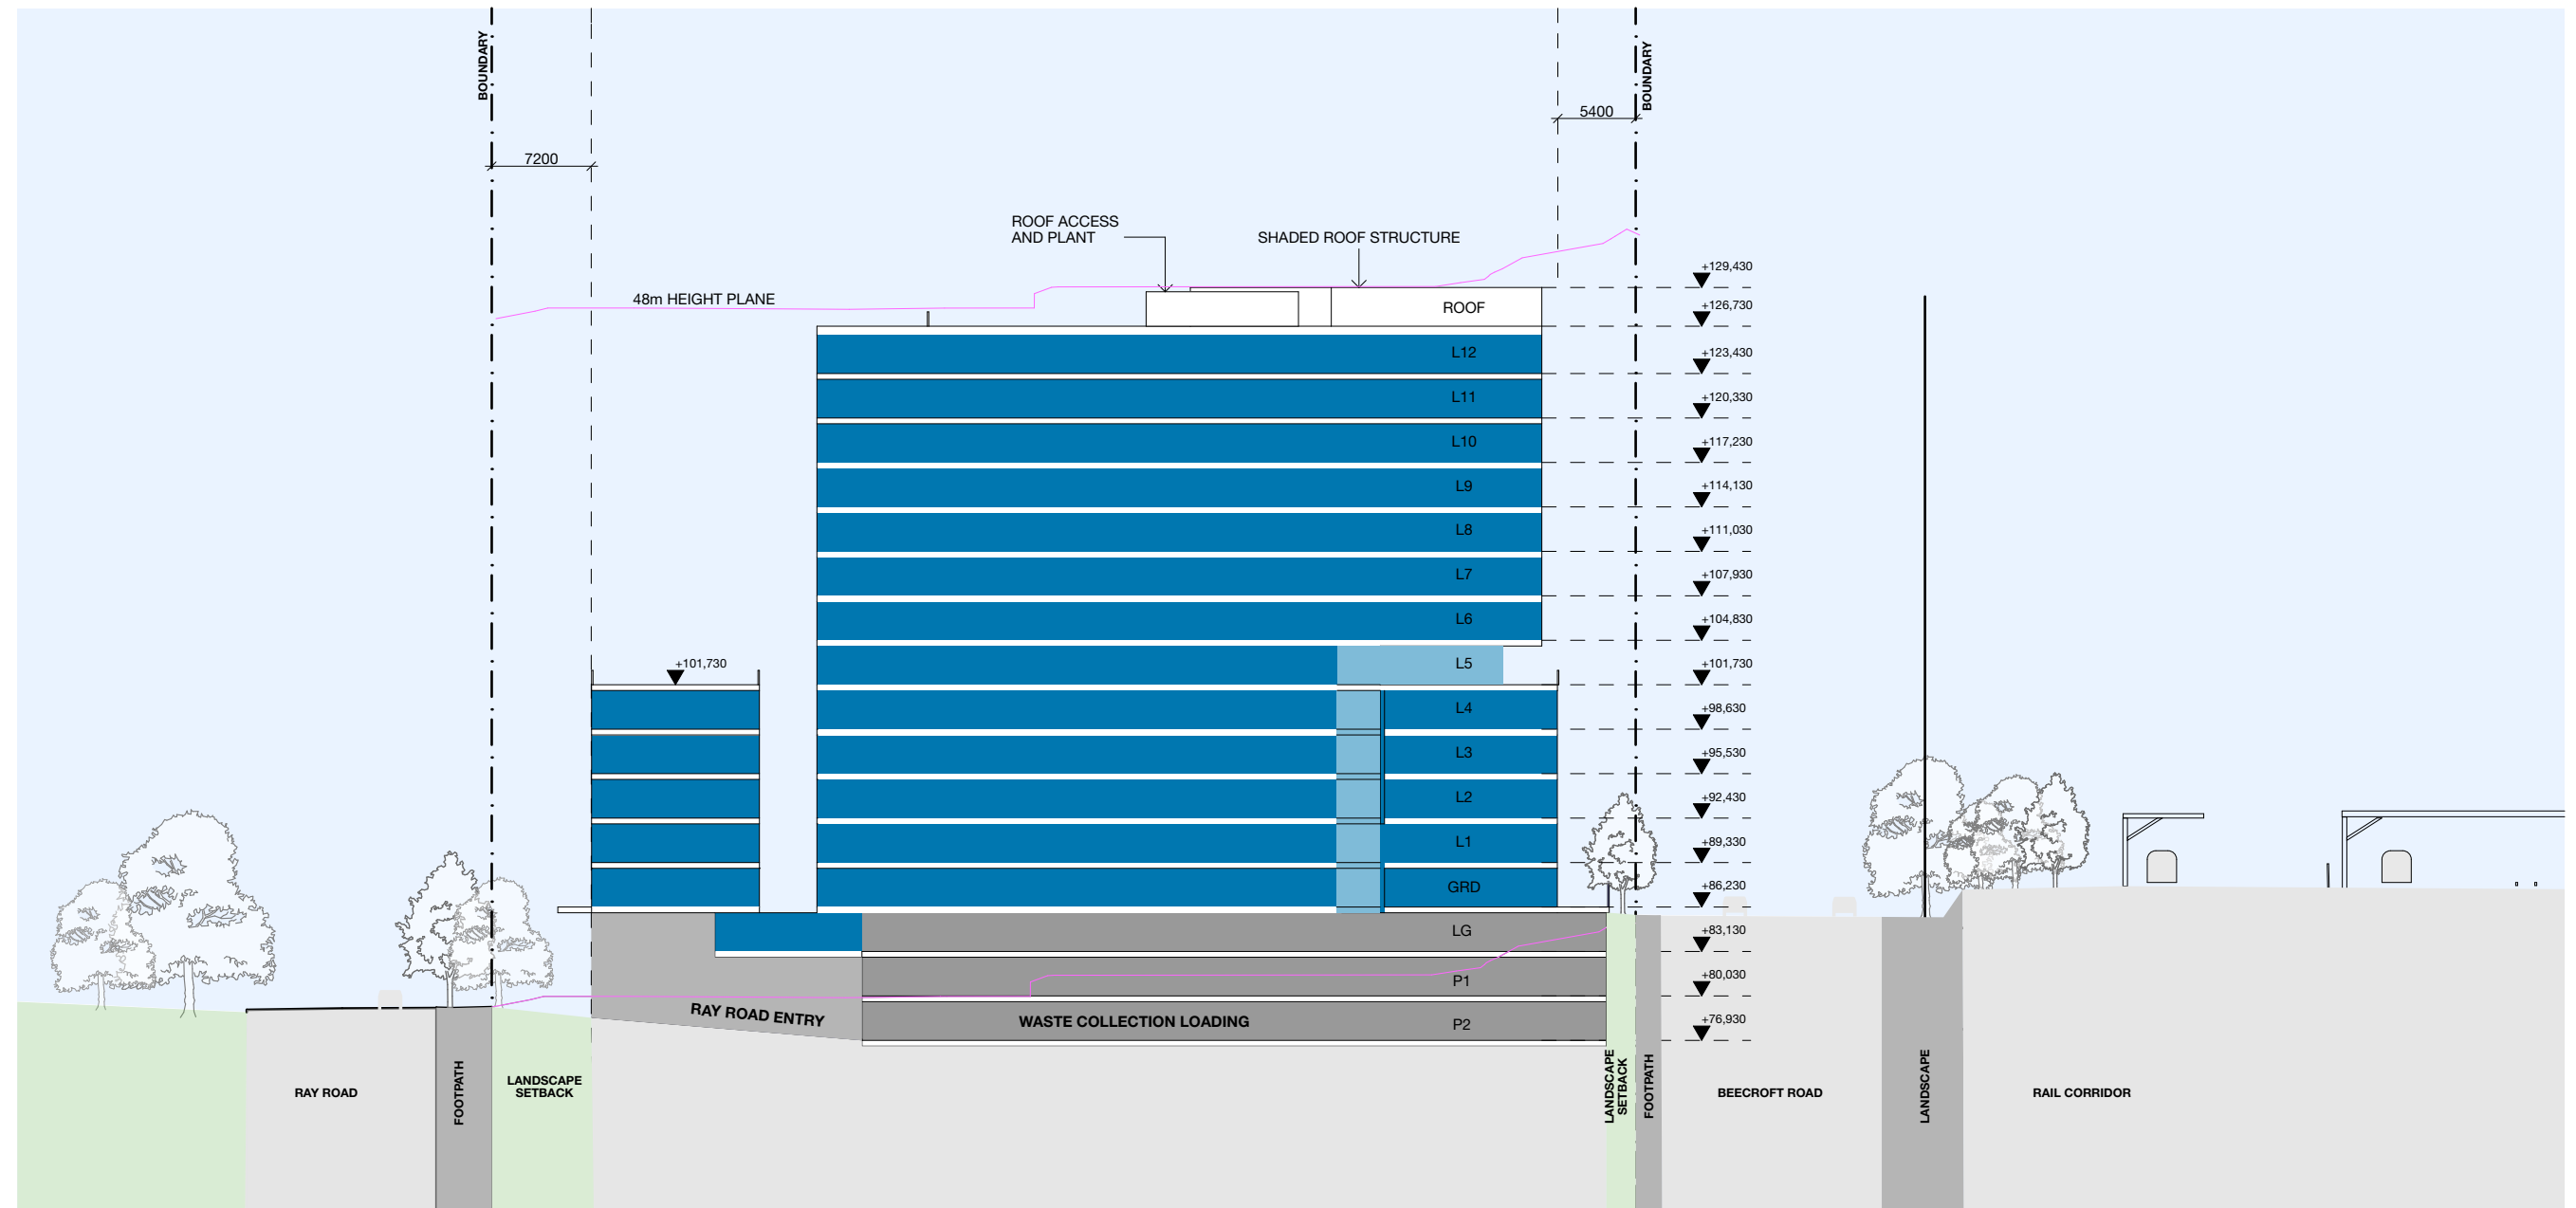 BOUNDARY
BOUNDARY
5400
7200
ROOF ACCESS
AND PLANT
SHADED ROOF STRUCTURE
48m HEIGHT PLANE
+129,430
ROOF
+126,730
L12
+123,430
L11
+120,330
L10
+117,230
L9
+114,130
L8
+111,030
L7
+107,930
L6
+104,830
+101,730
L5
+101,730
L4
+98,630
L3
+95,530
L2
+92,430
L1
+89,330
GRD
+86,230
LG
+83,130
P1
+80,030
RAY ROAD ENTRY
WASTE COLLECTION LOADING
P2
+76,930
RAY ROAD
FOOTPATH
LANDSCAPE
SETBACK
LANDSCAPE
SETBACK
FOOTPATH
BEECROFT ROAD
LANDSCAPE
RAIL CORRIDOR